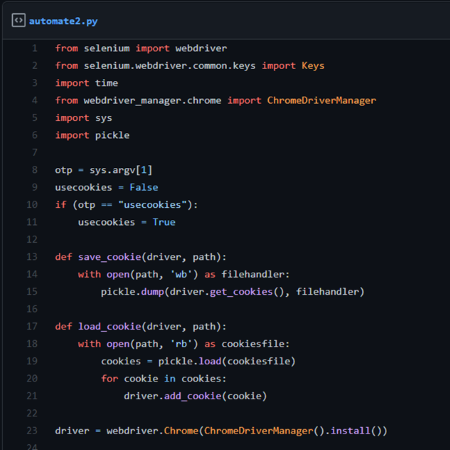 automate2.py
1 from selenium import webdriver
2 from selenium.webdriver.common.keys import Keys
3 import time
4 from webdriver_manager.chrome import ChromeDriverManager
5 import sys
6 import pickle
7
8 otp = sys.argv[1]
9 usecookies = False
10 if (otp == "usecookies"):
11     usecookies = True
12
13 def save_cookie(driver, path):
14     with open(path, 'wb') as filehandler:
15         pickle.dump(driver.get_cookies(), filehandler)
16
17 def load_cookie(driver, path):
18     with open(path, 'rb') as cookiesfile:
19         cookies = pickle.load(cookiesfile)
20         for cookie in cookies:
21             driver.add_cookie(cookie)
22
23 driver = webdriver.Chrome(ChromeDriverManager().install())
24